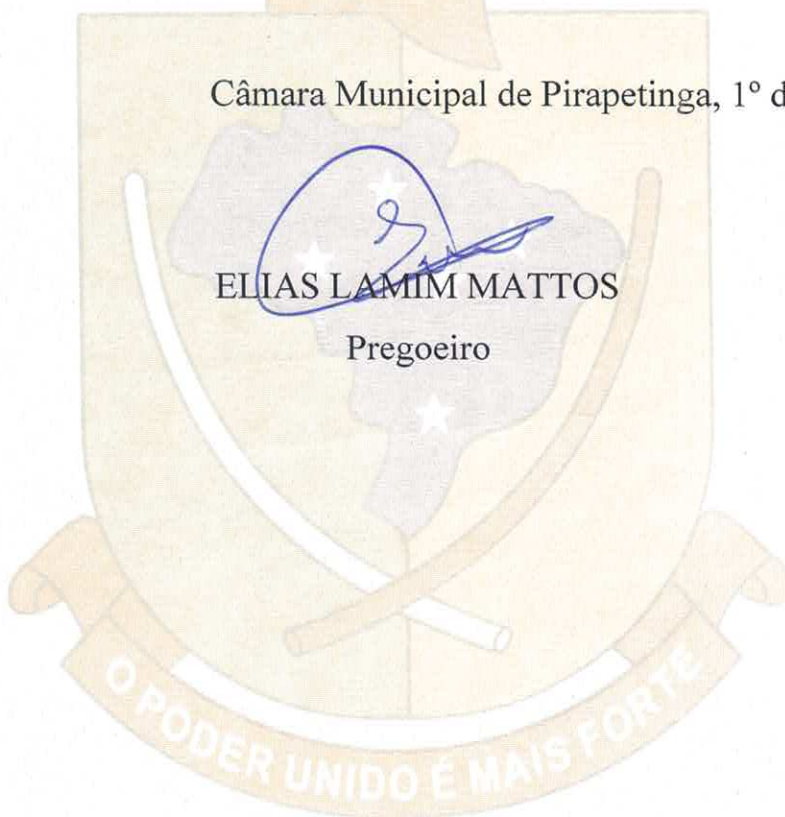 Câmara Municipal de Pirapetinga, 1º d
ELIAS LAMIM MATTOS
Pregoeiro
O PODER UNIDO É MAIS FORTE